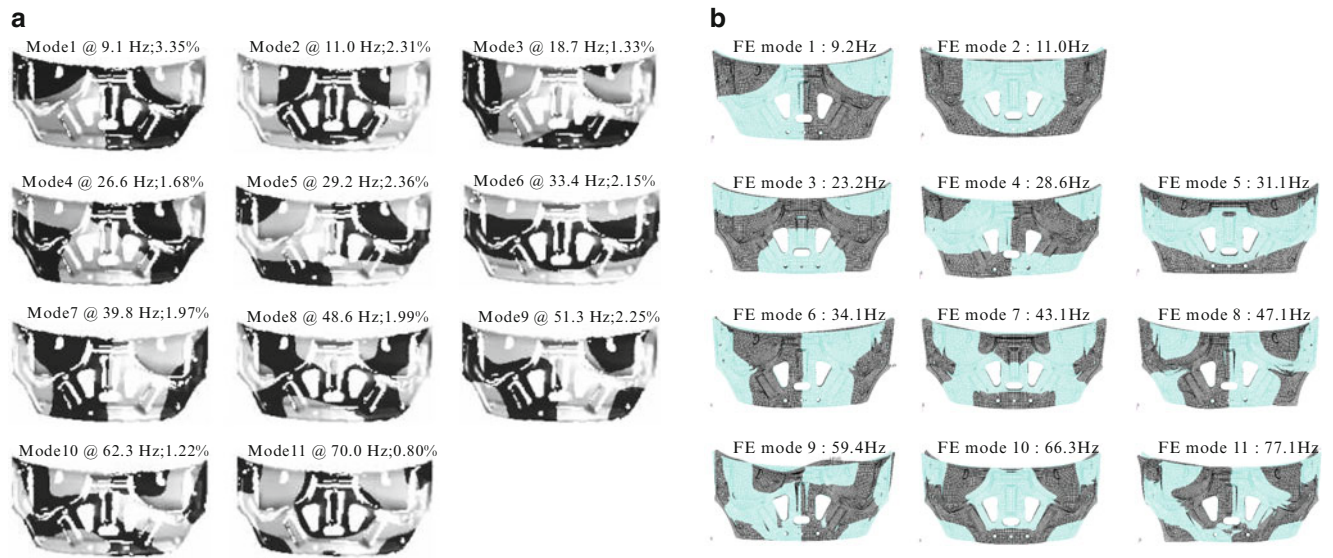 a
Mode1 @ 9.1 Hz;3.35%
Mode2 @ 11.0 Hz;2.31%
Mode3 @ 18.7 Hz;1.33%
Mode4 @ 26.6 Hz;1.68%
Mode5 @ 29.2 Hz;2.36%
Mode6 @ 33.4 Hz;2.15%
Mode7 @ 39.8 Hz;1.97%
Mode8 @ 48.6 Hz;1.99%
Mode9 @ 51.3 Hz;2.25%
Mode10 @ 62.3 Hz;1.22%
Mode11 @ 70.0 Hz;0.80%
b
FE mode 1 : 9.2Hz
FE mode 2 : 11.0Hz
FE mode 3 : 23.2Hz
FE mode 4 : 28.6Hz
FE mode 5 : 31.1Hz
FE mode 6 : 34.1Hz
FE mode 7 : 43.1Hz
FE mode 8 : 47.1Hz
FE mode 9 : 59.4Hz
FE mode 10 : 66.3Hz
FE mode 11 : 77.1Hz